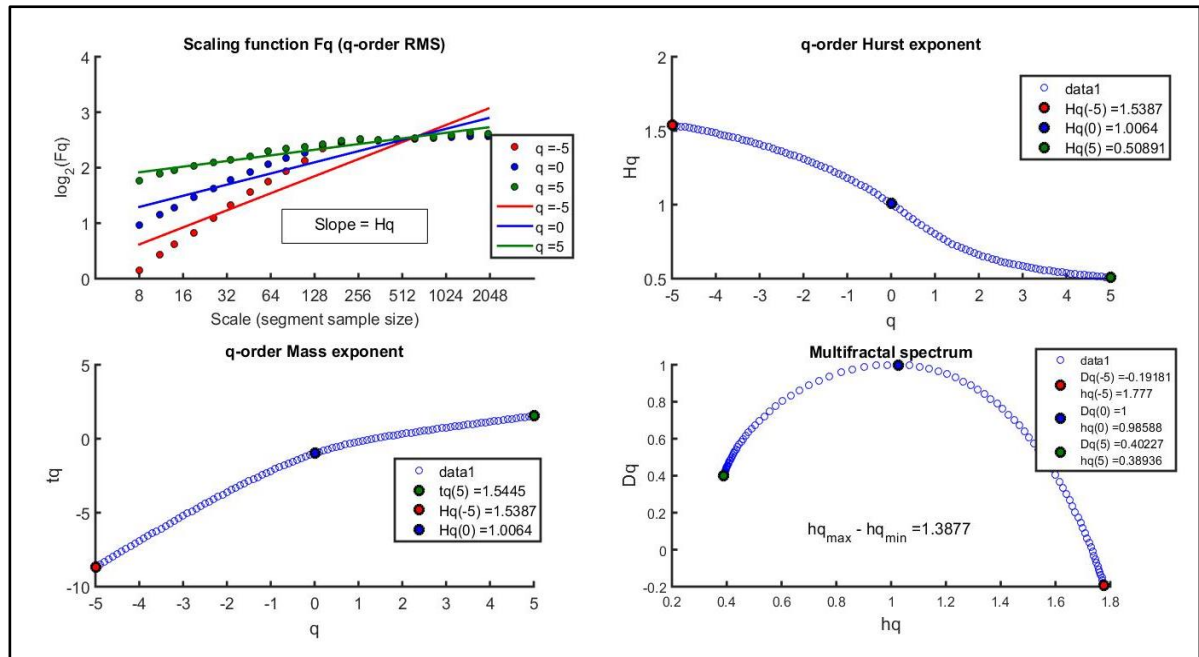 Scaling function Fq (q-order RMS)
4
3
2
1
0
log2(Fq)
8 16 32 64 128 256 512 1024 2048
Scale (segment sample size)
Slope = Hq
q =-5
q =0
q =5
q =-5
q =0
q =5
q-order Hurst exponent
2
1.5
1
0.5
Hq
-5 -4 -3 -2 -1 0 1 2 3 4 5
q
data1
Hq(-5) =1.5387
Hq(0) =1.0064
Hq(5) =0.50891
q-order Mass exponent
5
0
-5
-10
tq
-5 -4 -3 -2 -1 0 1 2 3 4 5
q
data1
tq(5) =1.5445
Hq(-5) =1.5387
Hq(0) =1.0064
Multifractal spectrum
1
0.8
0.6
0.4
0.2
0
-0.2
Dq
0.2 0.4 0.6 0.8 1 1.2 1.4 1.6 1.8
hq
data1
Dq(-5) =-0.19181
hq(-5) =1.777
Dq(0) =1
hq(0) =0.98588
Dq(5) =0.40227
hq(5) =0.38936
hqmax - hqmin =1.3877